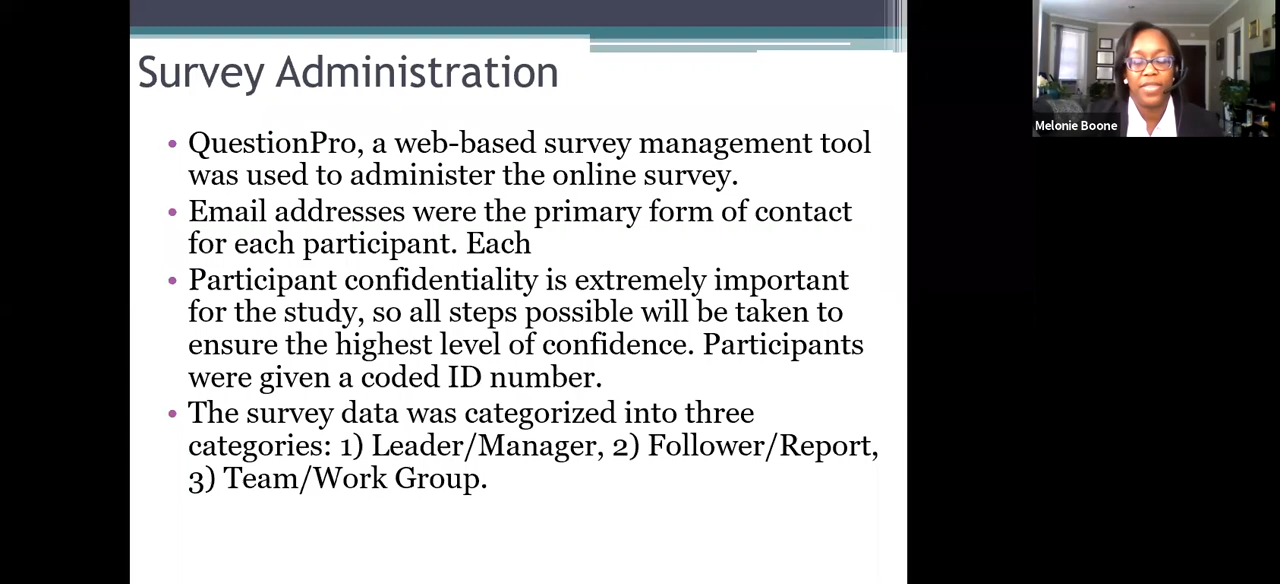 Survey Administration
• QuestionPro, a web-based survey management tool
was used to administer the online survey.
• Email addresses were the primary form of contact
for each participant. Each
• Participant confidentiality is extremely important
for the study, so all steps possible will be taken to
ensure the highest level of confidence. Participants
were given a coded ID number.
• The survey data was categorized into three
categories: 1) Leader/Manager, 2) Follower/Report,
3) Team/Work Group.
Melonie Boone